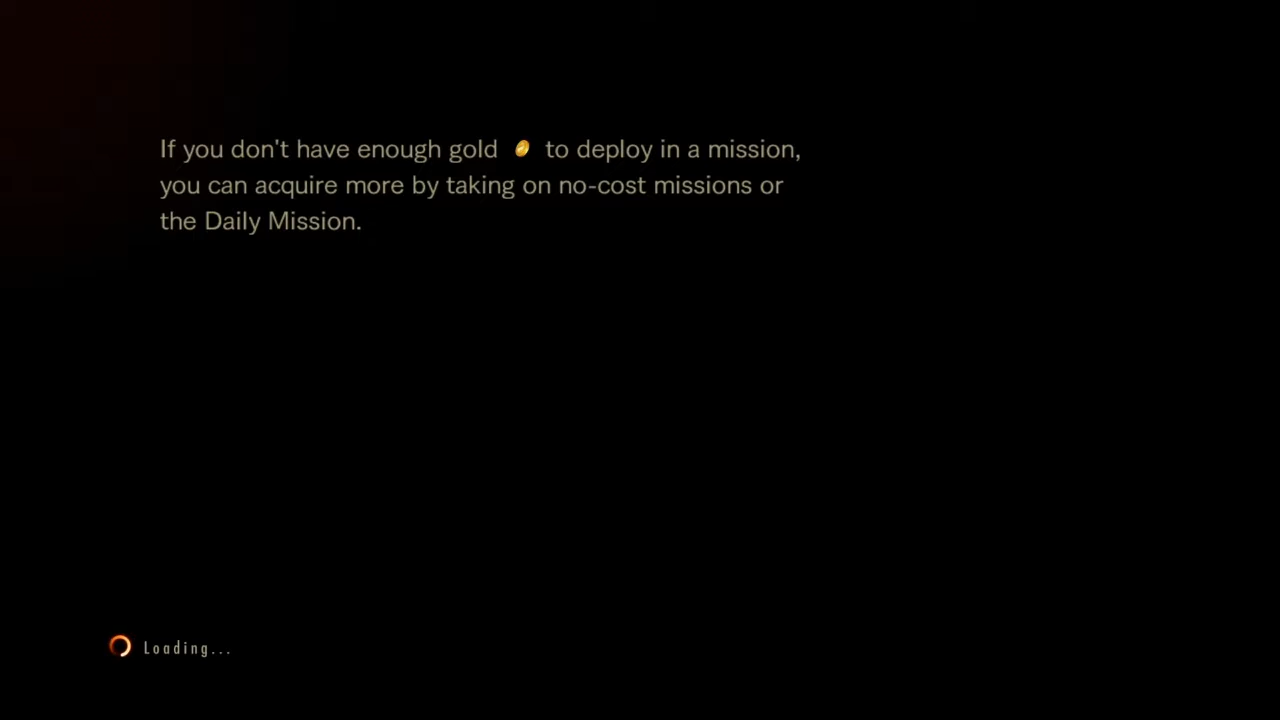 If you don't have enough gold to deploy in a mission,
you can acquire more by taking on no-cost missions or
the Daily Mission.
Loading...